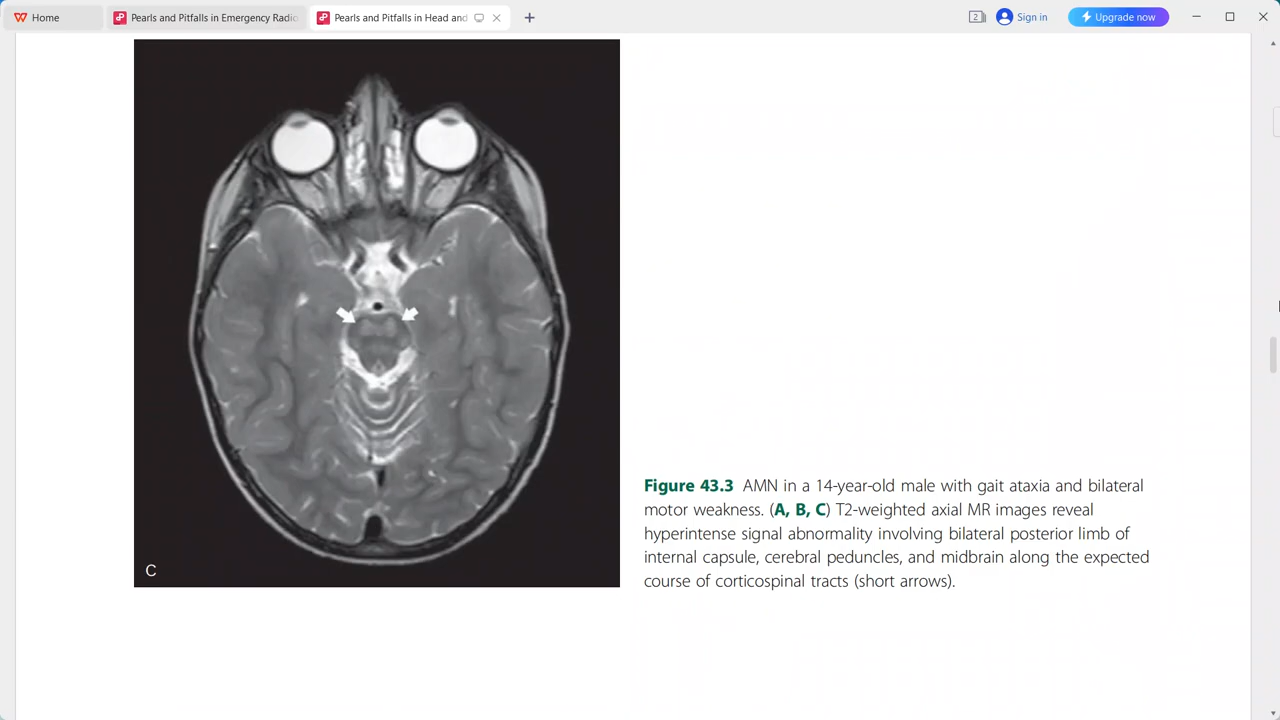 Home
Pearls and Pitfalls in Emergency Radio
Pearls and Pitfalls in Head and
2
Sign in
Upgrade now
C
Figure 43.3 AMN in a 14-year-old male with gait ataxia and bilateral
motor weakness. (A, B, C) T2-weighted axial MR images reveal
hyperintense signal abnormality involving bilateral posterior limb of
internal capsule, cerebral peduncles, and midbrain along the expected
course of corticospinal tracts (short arrows).